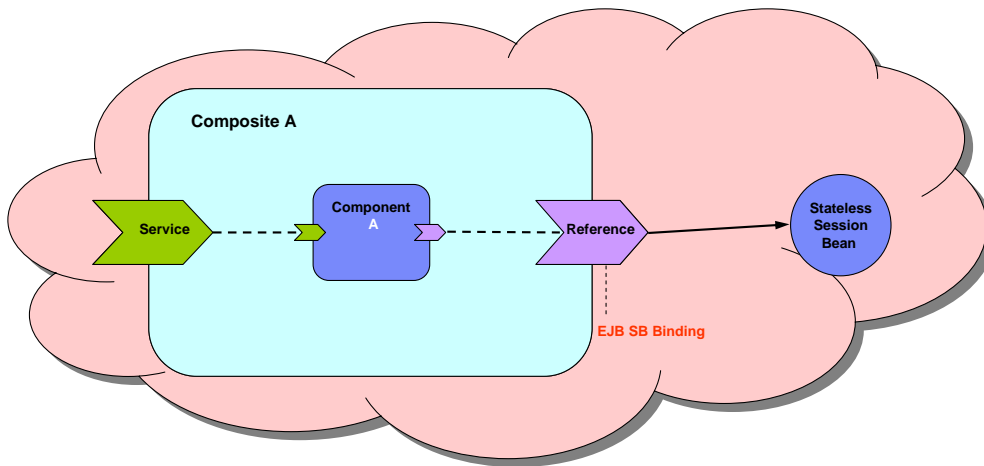 Composite A
Component
A
Service
Reference
Stateless
Session
Bean
EJB SB Binding